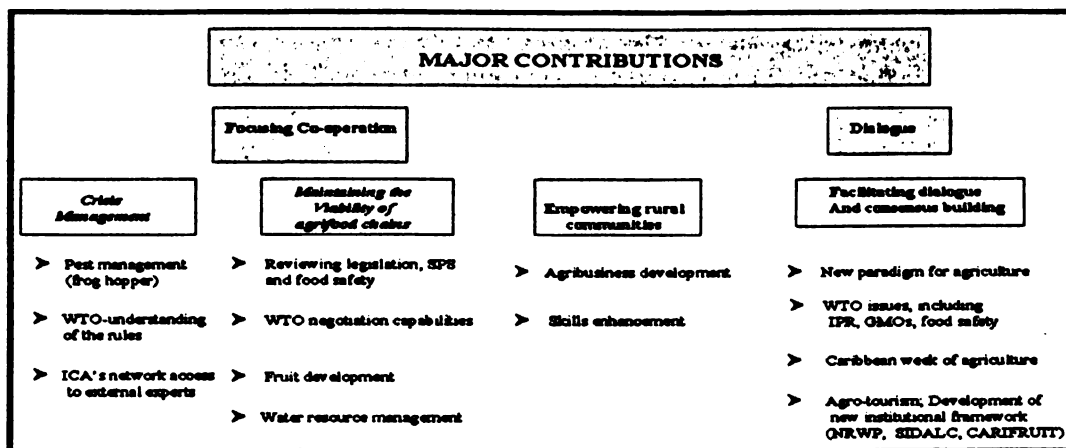 MAJOR CONTRIBUTIONS
Focusing Co-operation
Dialogue
Crisis
Management
Maintaining the
Viability of
agrifood chains
Empowering rural
communities
Facilitating dialogue
And consensus building
➤ Pest management
(frog hopper)
➤ WTO-understanding
of the rules
➤ ICA's network access
to external experts
➤ Reviewing legislation, SPS
and food safety
➤ WTO negotiation capabilities
➤ Fruit development
➤ Water resource management
➤ Agribusiness development
➤ Skills enhancement
➤ New paradigm for agriculture
➤ WTO issues, including
IPR, GMOs, food safety
➤ Caribbean week of agriculture
➤ Agro-tourism; Development of
new institutional framework
(NRWP, SIDALC, CARIFRUIT)